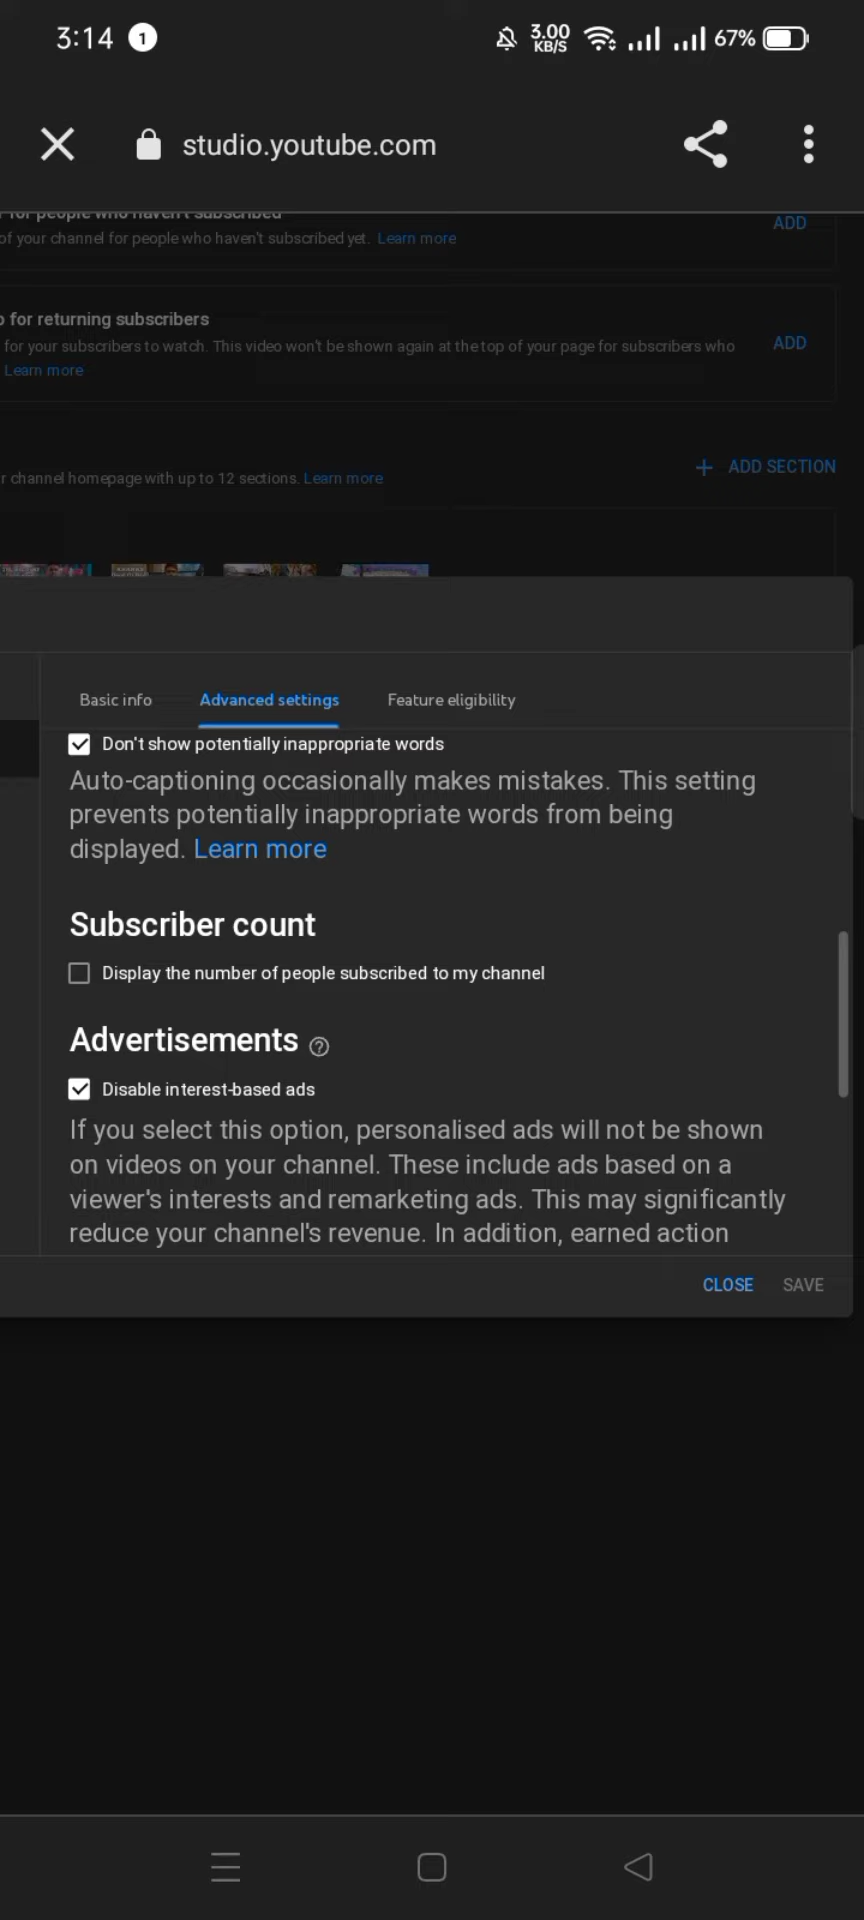 3:14 1 3.00 KB/S 67%
studio.youtube.com
for people who haven't subscribed
of your channel for people who haven't subscribed yet. Learn more ADD
for returning subscribers
for your subscribers to watch. This video won't be shown again at the top of your page for subscribers who ADD
Learn more
channel homepage with up to 12 sections. Learn more + ADD SECTION
Basic info Advanced settings Feature eligibility
Don't show potentially inappropriate words
Auto-captioning occasionally makes mistakes. This setting
prevents potentially inappropriate words from being
displayed. Learn more
Subscriber count
Display the number of people subscribed to my channel
Advertisements ?
Disable interest-based ads
If you select this option, personalised ads will not be shown
on videos on your channel. These include ads based on a
viewer's interests and remarketing ads. This may significantly
reduce your channel's revenue. In addition, earned action
CLOSE SAVE